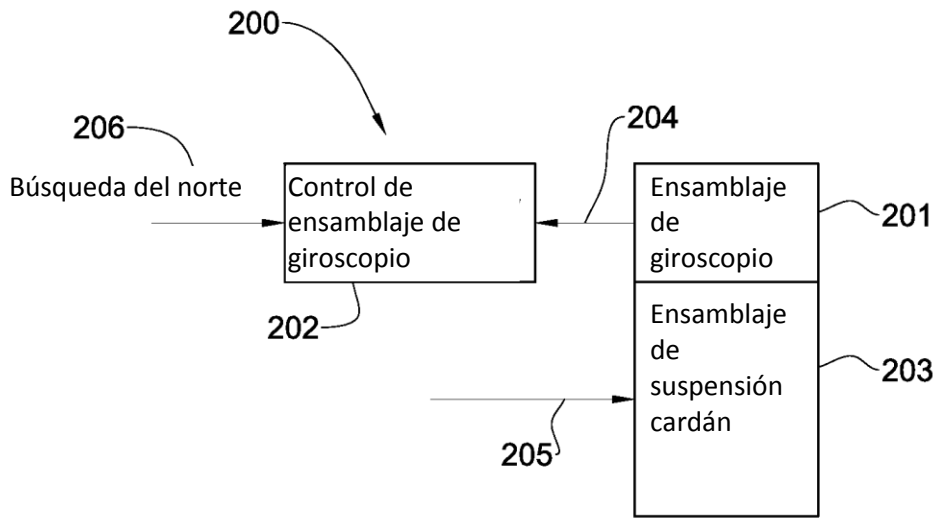 200
206
204
Búsqueda del norte
Control de
ensamblaje de
giroscopio
Ensamblaje
de
giroscopio
201
202
Ensamblaje
de
suspensión
cardán
203
205